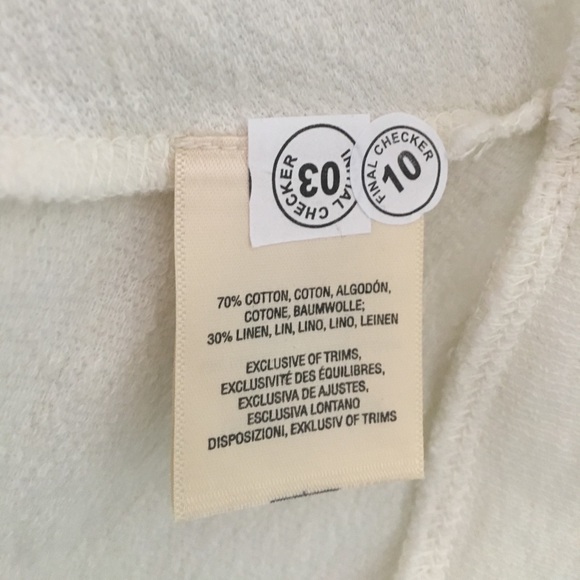 INITIAL CHECKER
03
FINAL CHECKER
10
70% COTTON, COTON, ALGODÓN,
COTONE, BAUMWOLLE;
30% LINEN, LIN, LINO, LINO, LEINEN
EXCLUSIVE OF TRIMS,
EXCLUSIVITÉ DES ÉQUILIBRES,
EXCLUSIVA DE AJUSTES,
ESCLUSIVA LONTANO
DISPOSIZIONI, EXKLUSIV OF TRIMS